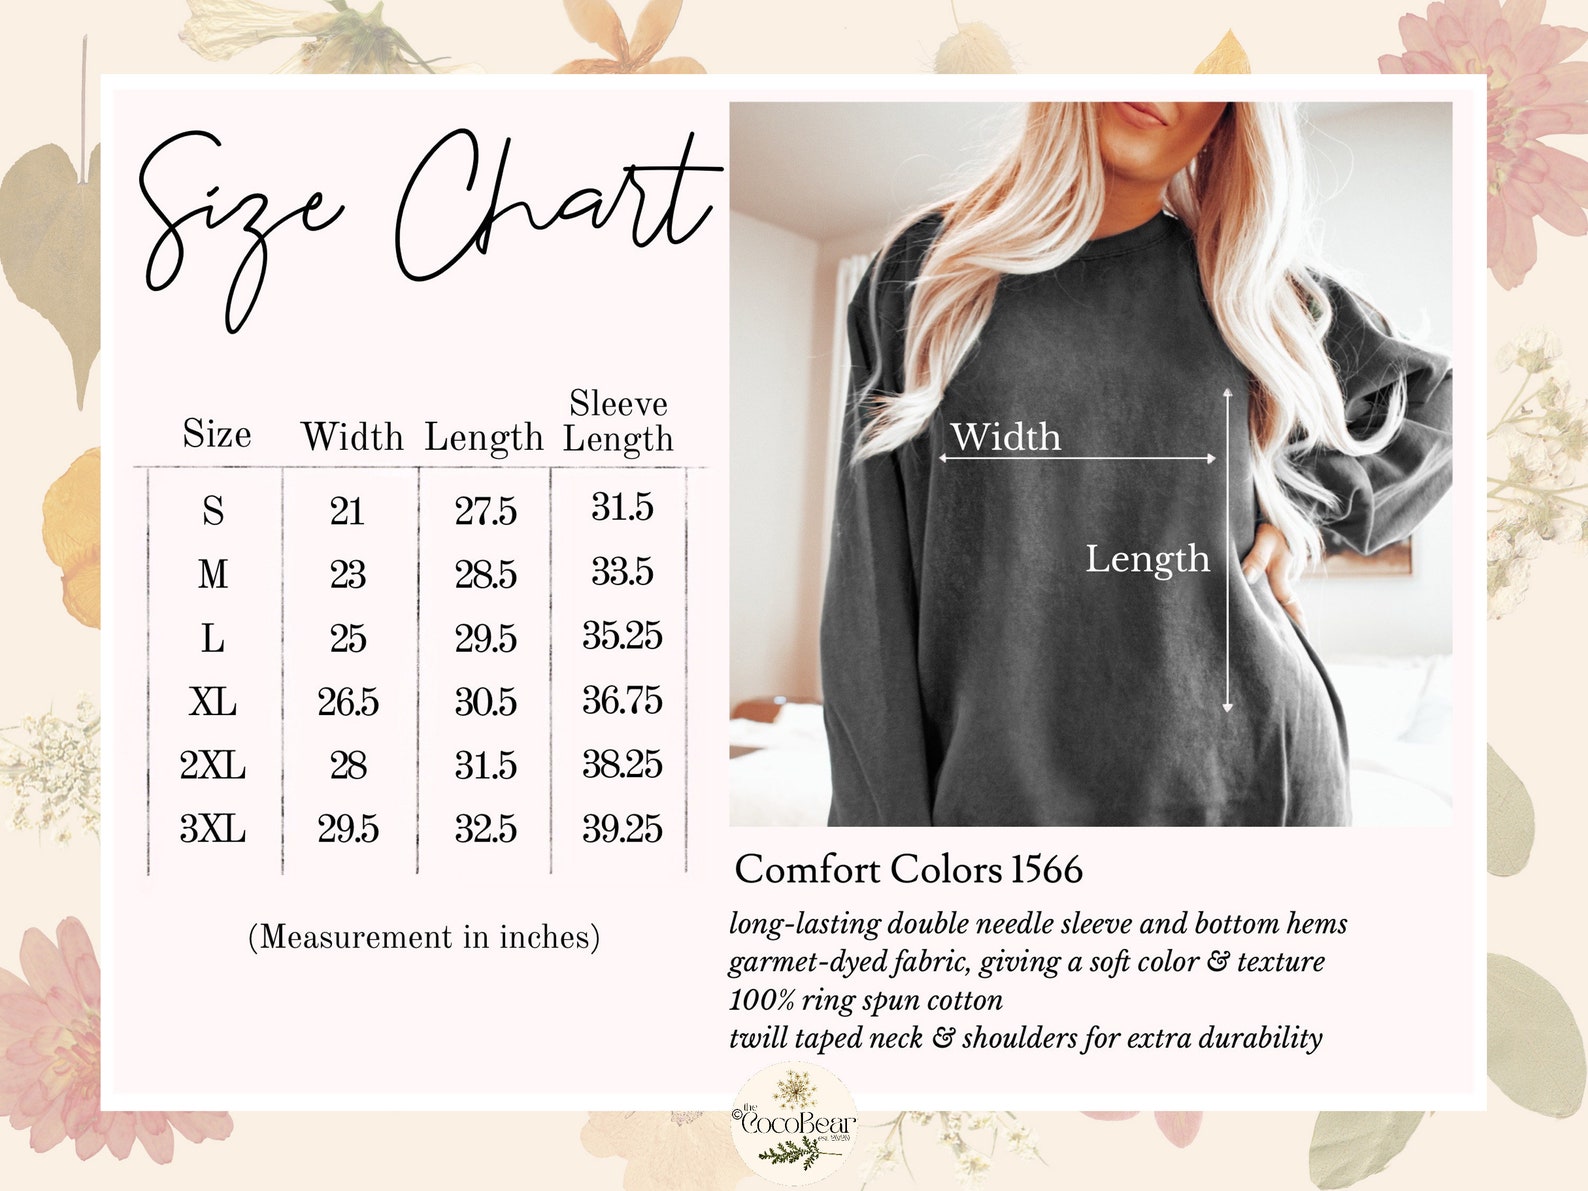 Size Chart
Size Width Length Sleeve Length
S 21 27.5 31.5
M 23 28.5 33.5
L 25 29.5 35.25
XL 26.5 30.5 36.75
2XL 28 31.5 38.25
3XL 29.5 32.5 39.25
(Measurement in inches)
Width
Length
Comfort Colors 1566
long-lasting double needle sleeve and bottom hems
garmet-dyed fabric, giving a soft color & texture
100% ring spun cotton
twill taped neck & shoulders for extra durability
the
©CocoBear
est. 2020